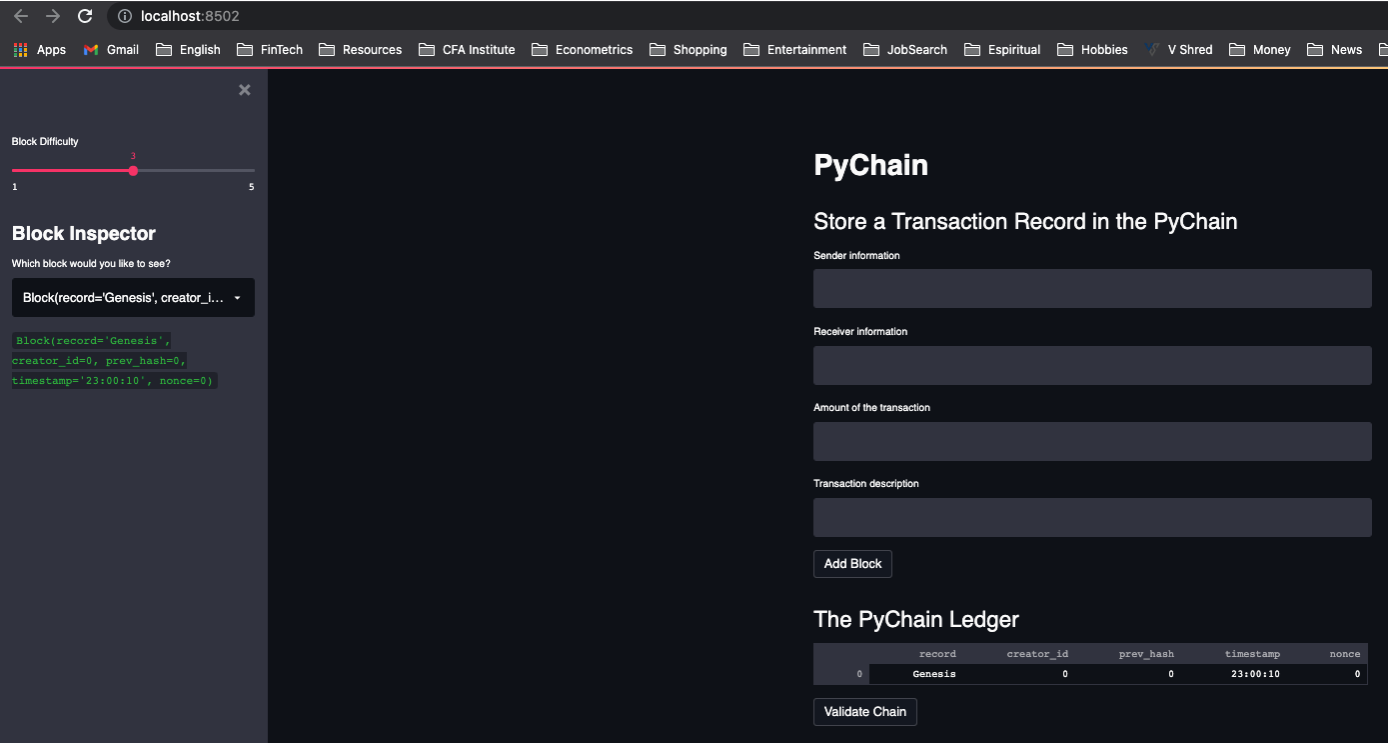 localhost:8502
Apps Gmail English FinTech Resources CFA Institute Econometrics Shopping Entertainment JobSearch Espiritual Hobbies V Shred Money News
Block Difficulty
3
1 5
Block Inspector
Which block would you like to see?
Block(record='Genesis', creator_i...
Block(record='Genesis',
creator_id=0, prev_hash=0,
timestamp='23:00:10', nonce=0)
PyChain
Store a Transaction Record in the PyChain
Sender information
Receiver information
Amount of the transaction
Transaction description
Add Block
The PyChain Ledger
record creator_id prev_hash timestamp nonce
0 Genesis 0 0 23:00:10 0
Validate Chain